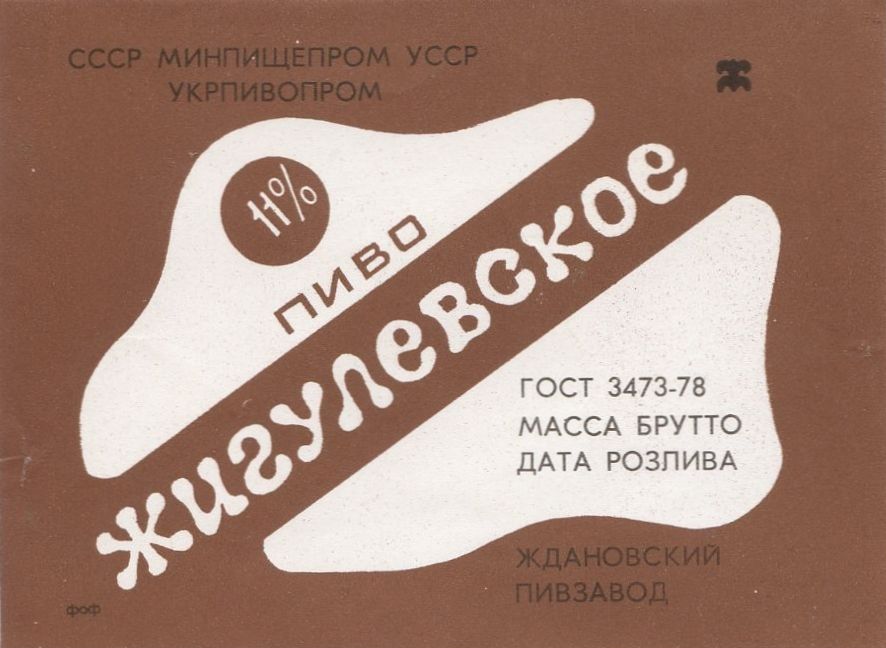 СССР МИНПИЩЕПРОМ УССР
УКРПИВОПРОМ
11%
ПИВО
ЖИГУЛЕВСКОЕ
ГОСТ 3473-78
МАССА БРУТТО
ДАТА РОЗЛИВА
ЖДАНОВСКИЙ
ПИВЗАВОД
фоф